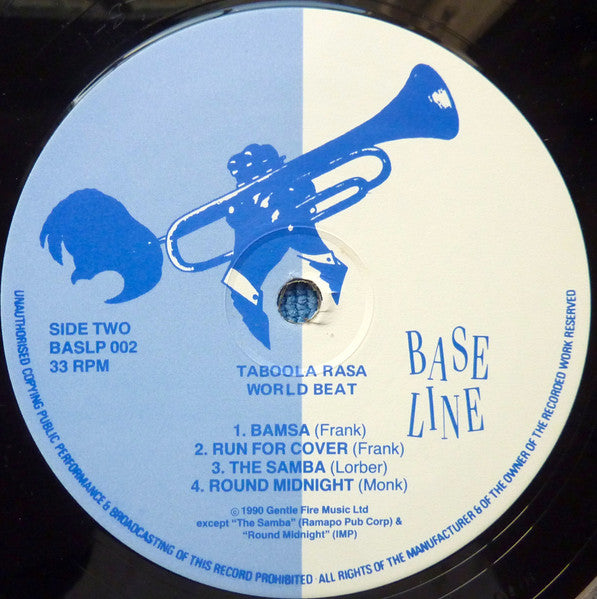 SIDE TWO
BASLP 002
33 RPM
TABOOLA RASA
WORLD BEAT
BASE
LINE
1. BAMSA (Frank)
2. RUN FOR COVER (Frank)
3. THE SAMBA (Lorber)
4. ROUND MIDNIGHT (Monk)
© 1990 Gentle Fire Music Ltd
except "The Samba" (Ramapo Pub Corp) &
"Round Midnight" (IMP)
UNAUTHORISED COPYING PUBLIC PERFORMANCE & BROADCASTING OF THIS RECORD PROHIBITED · ALL RIGHTS OF THE MANUFACTURER & OF THE OWNER OF THE RECORDED WORK RESERVED